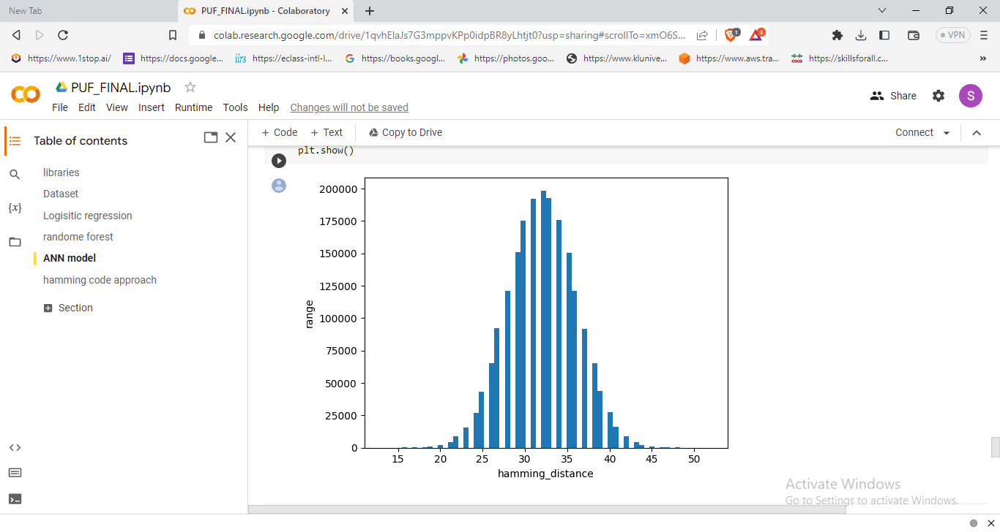 New Tab
PUF_FINAL.ipynb - Colaboratory
colab.research.google.com/drive/1qvhElaJs7G3mppvKPp0idpBR8yLhtjt0?usp=sharing#scrollTo=xmO6S...
1
3
VPN
https://www.1stop.ai/
https://docs.google...
iirs
https://eclass-intl-l...
https://books.googl...
https://photos.goo...
https://www.klunive...
https://www.aws.tra...
CISCO
https://skillsforall.c...
»
PUF_FINAL.ipynb
File Edit View Insert Runtime Tools Help Changes will not be saved
Share
S
Table of contents
libraries
Dataset
Logisitic regression
randome forest
ANN model
hamming code approach
Section
{x}
+ Code + Text
Copy to Drive
Connect
plt.show()
200000
175000
150000
125000
100000
75000
50000
25000
0
range
15 20 25 30 35 40 45 50
hamming_distance
Activate Windows
Go to Settings to activate Windows.